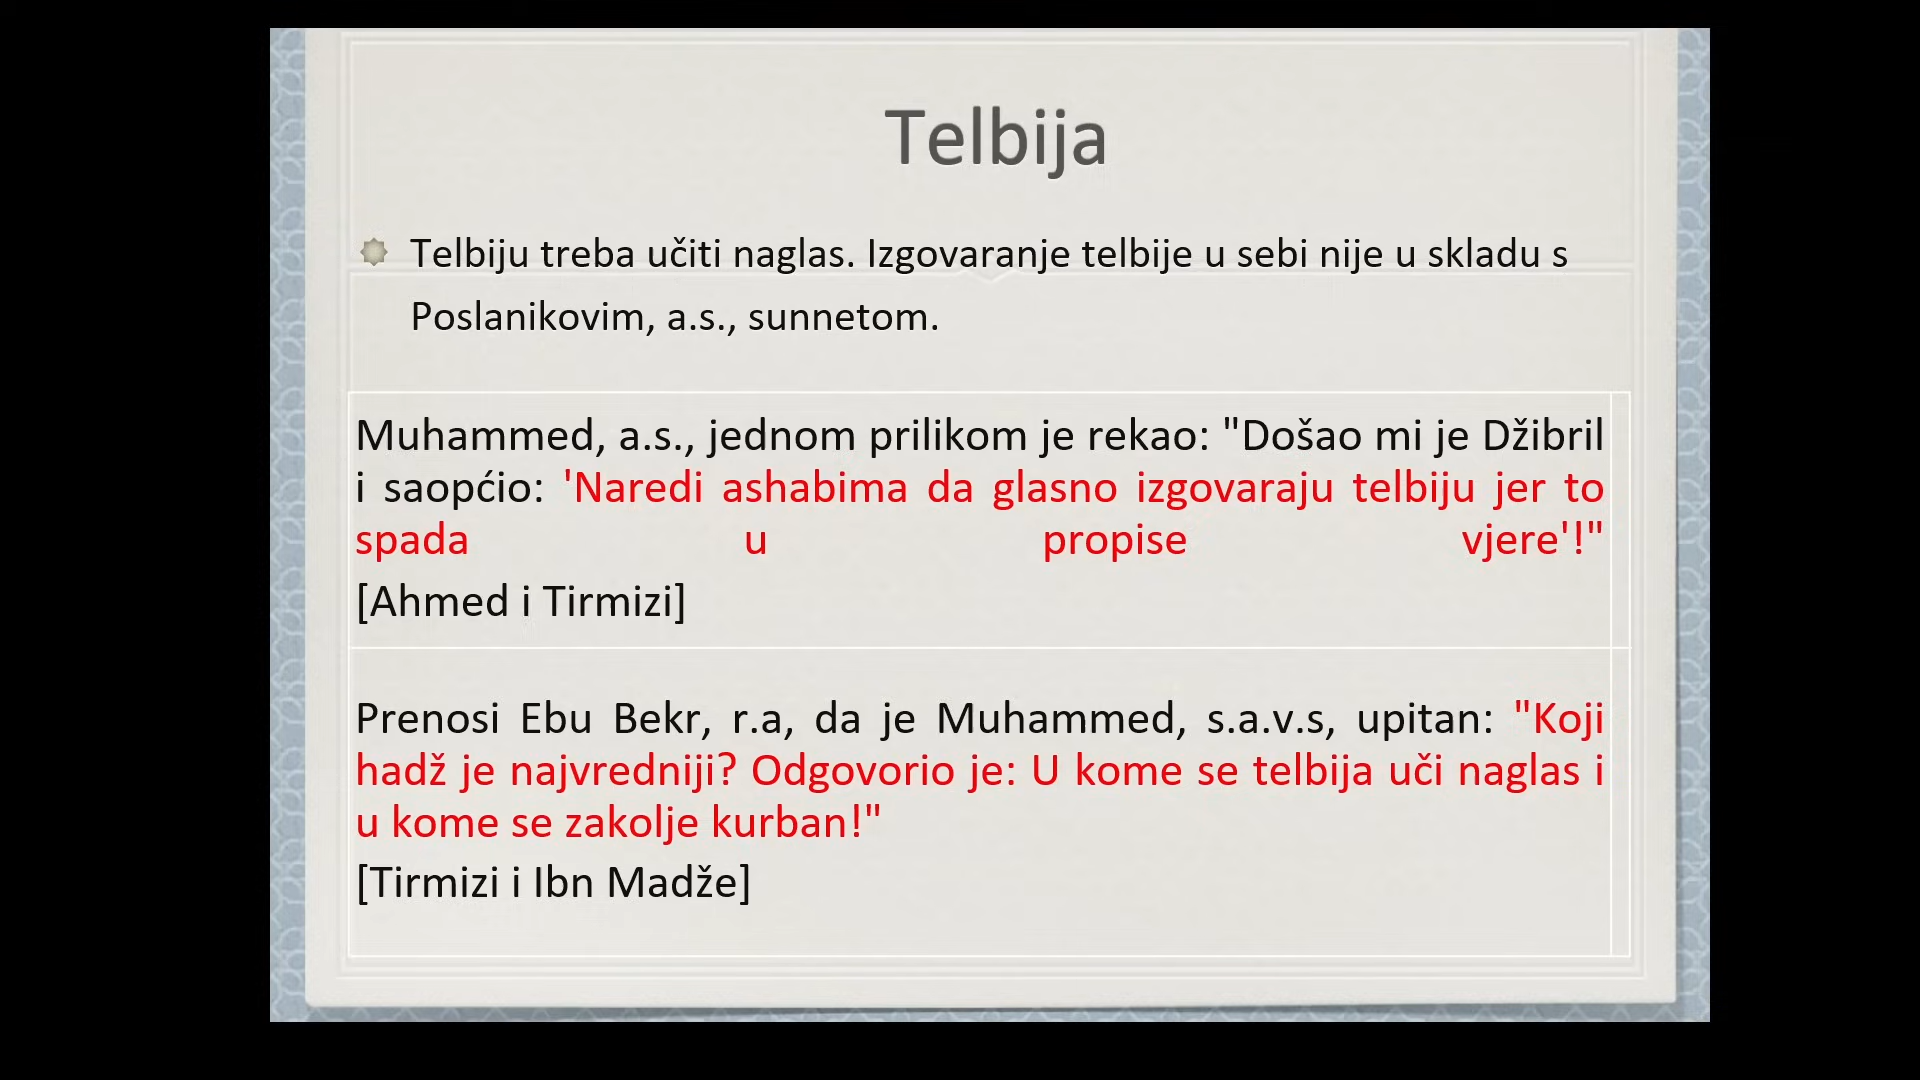 Telbija
Telbiju treba učiti naglas. Izgovaranje telbije u sebi nije u skladu s
Poslanikovim, a.s., sunnetom.
Muhammed, a.s., jednom prilikom je rekao: "Došao mi je Džibril
i saopćio: 'Naredi ashabima da glasno izgovaraju telbiju jer to
spada u propise vjere'!"
[Ahmed i Tirmizi]
Prenosi Ebu Bekr, r.a, da je Muhammed, s.a.v.s, upitan: "Koji
hadž je najvredniji? Odgovorio je: U kome se telbija uči naglas i
u kome se zakolje kurban!"
[Tirmizi i Ibn Madže]